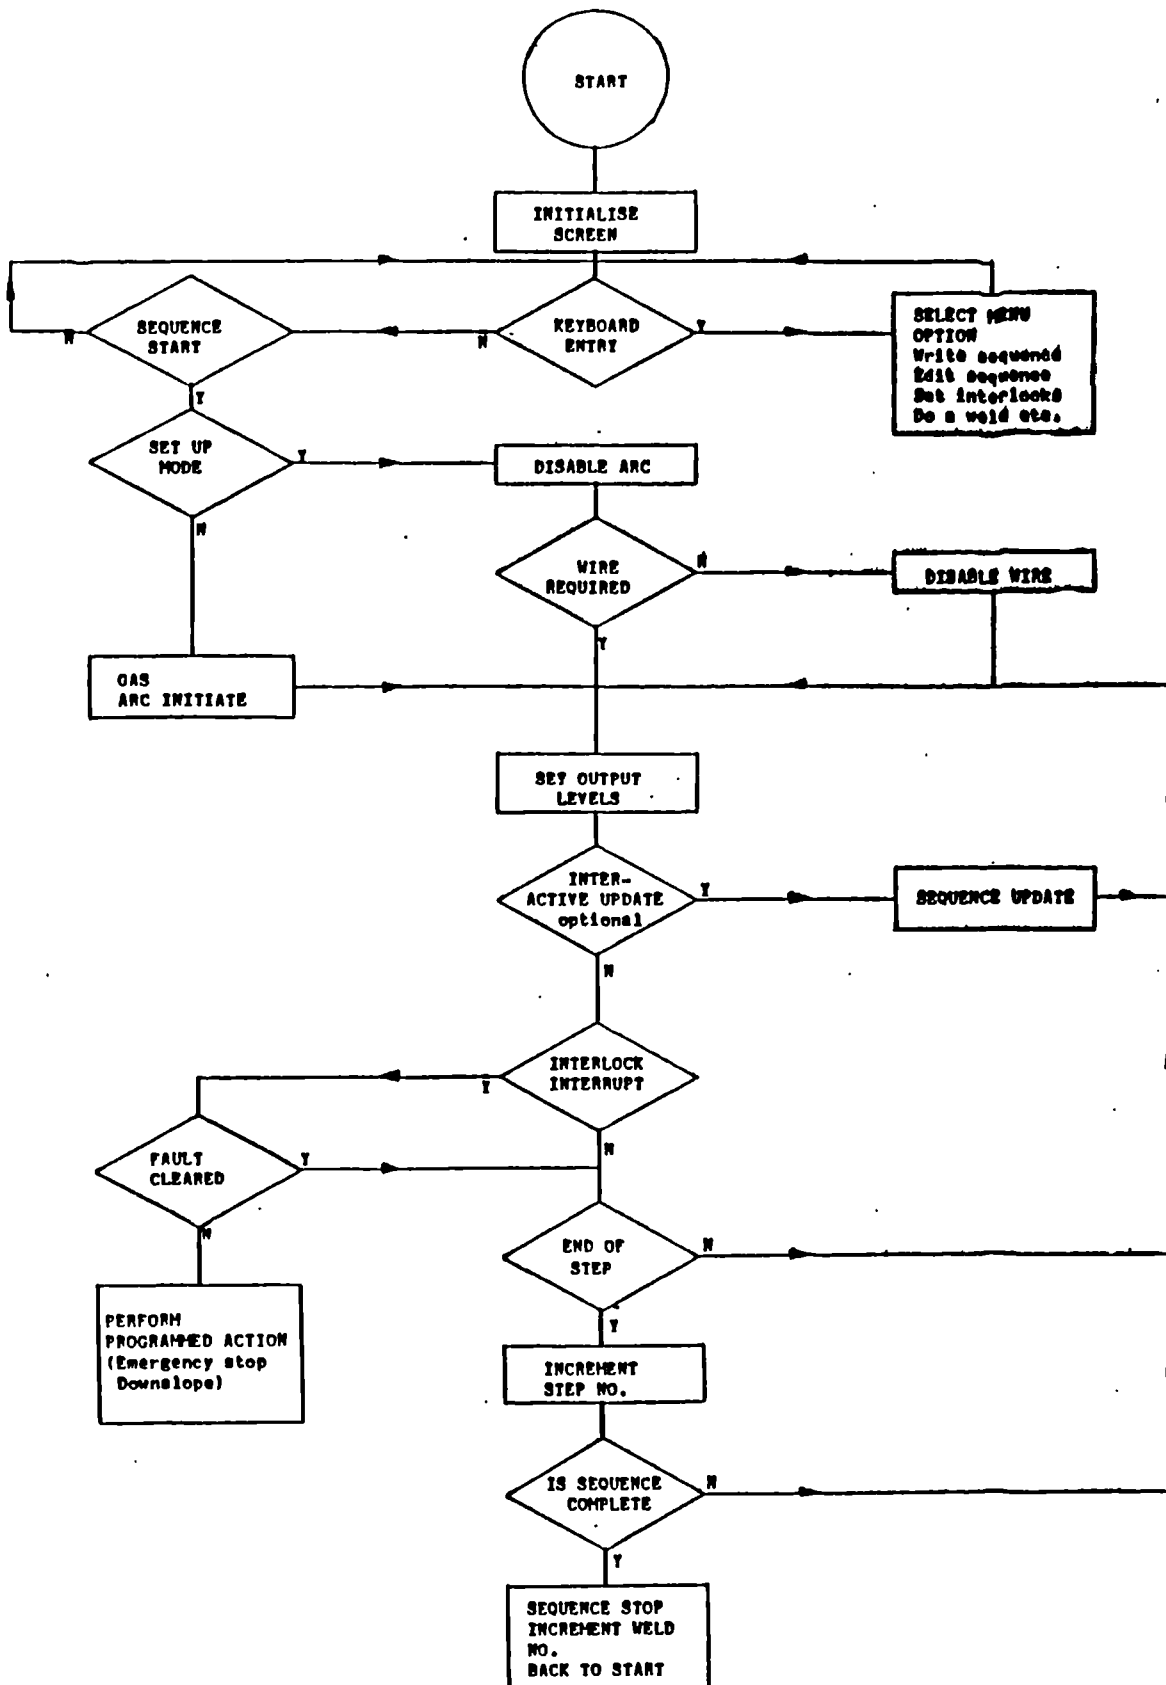 START
INITIALISE
SCREEN
SEQUENCE
START
N
Y
KEYBOARD
ENTRY
N
Y
SELECT MENU
OPTION
Write sequence
Edit sequence
Set interlocks
Do a weld etc.
SET UP
MODE
Y
N
DISABLE ARC
WIRE
REQUIRED
N
Y
DISABLE WIRE
GAS
ARC INITIATE
SET OUTPUT
LEVELS
INTER-
ACTIVE UPDATE
optional
Y
N
SEQUENCE UPDATE
INTERLOCK
INTERRUPT
Y
N
FAULT
CLEARED
Y
N
END OF
STEP
N
Y
PERFORM
PROGRAMMED ACTION
(Emergency stop
Downslope)
INCREMENT
STEP NO.
IS SEQUENCE
COMPLETE
N
Y
SEQUENCE STOP
INCREMENT WELD
NO.
BACK TO START